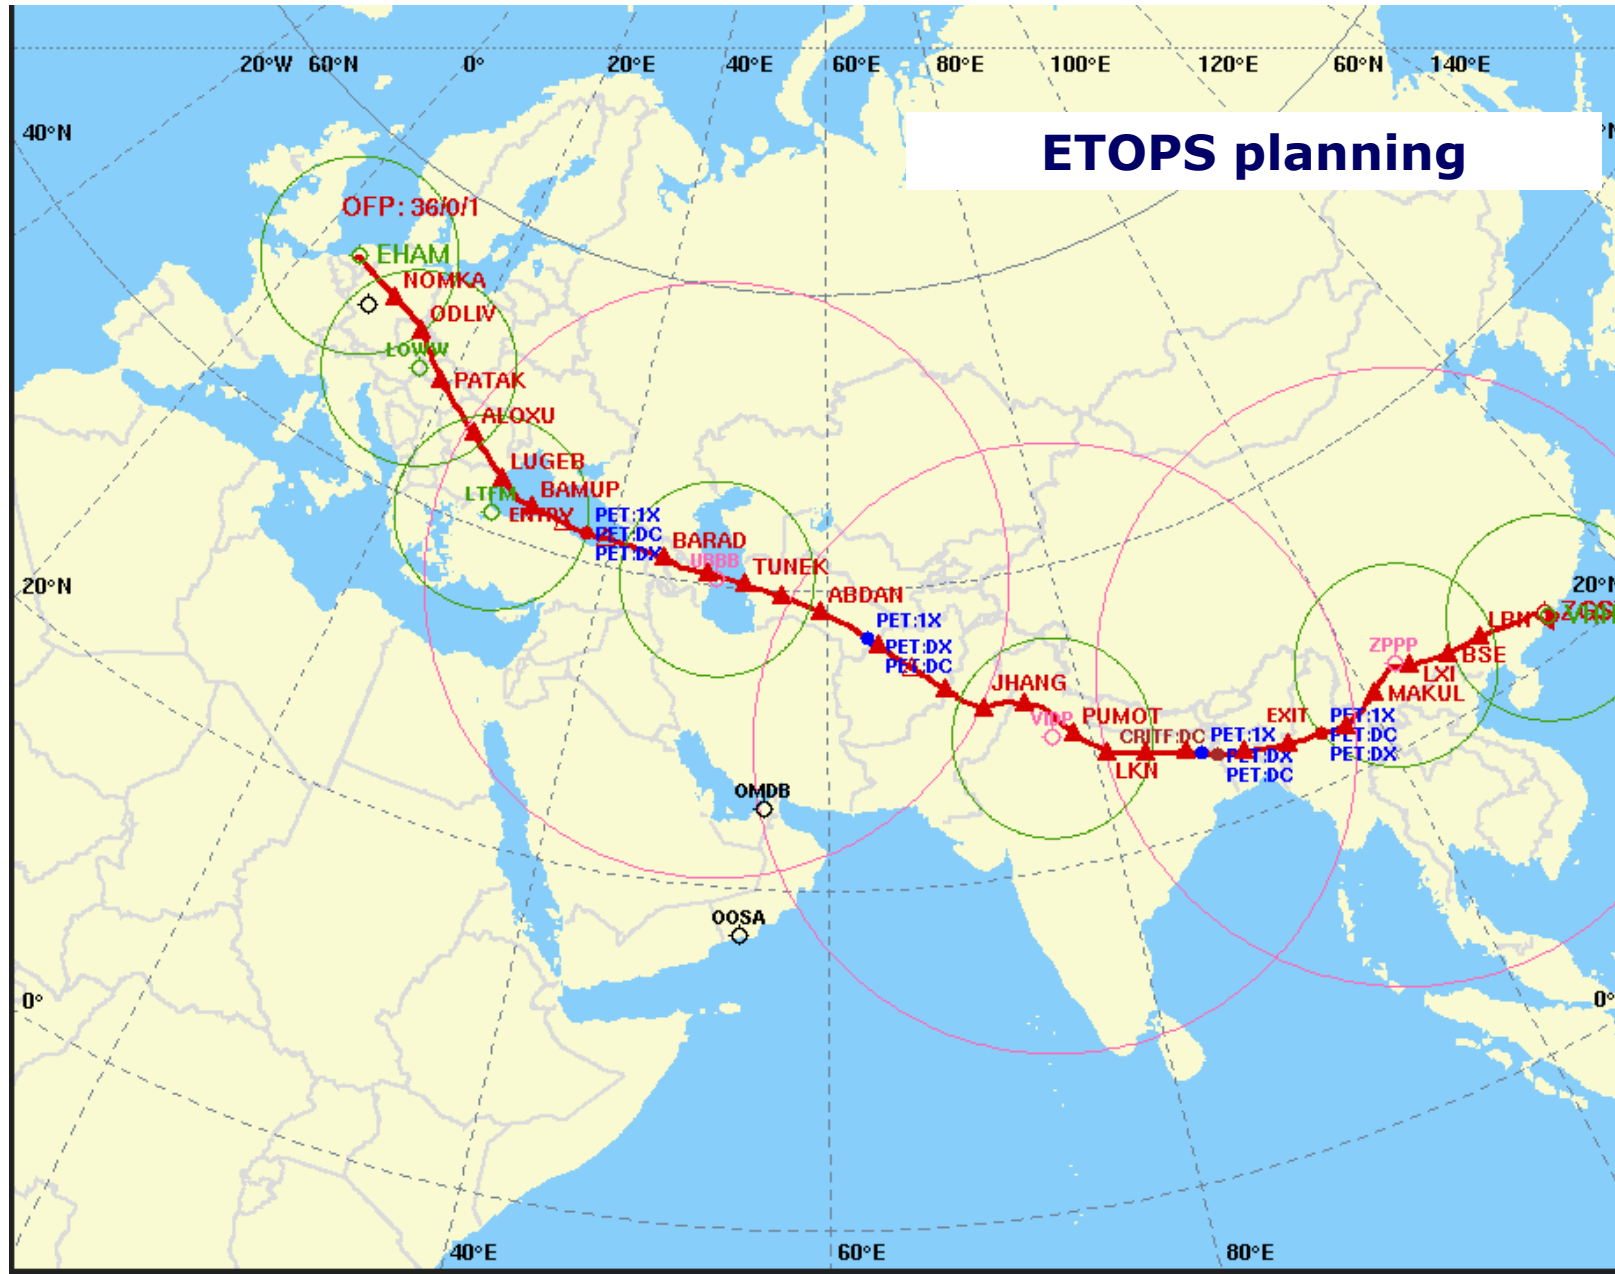 20°W 60°N 0° 20°E 40°E 60°E 80°E 100°E 120°E 60°N 140°E
40°N
ETOPS planning
OFP: 36/0/1
EHAM
NOMKA
ODLIV
LOWW
PATAK
ALOXU
LUGEB
LTFM
BAMUP
ENTRY
PET:1X
PET:DC
PET:DX
BARAD
UBBB
TUNEK
ABDAN
20°N
20°N
PET:1X
PET:DX
PET:DC
LBN
ZPPP
BSE
LXI
MAKUL
JHANG
VIDP
PUMOT
CRITF:DC
PET:1X
PET:DX
PET:DC
EXIT
PET:1X
PET:DC
PET:DX
LKN
OMDB
OOSA
0°
0°
40°E 60°E 80°E